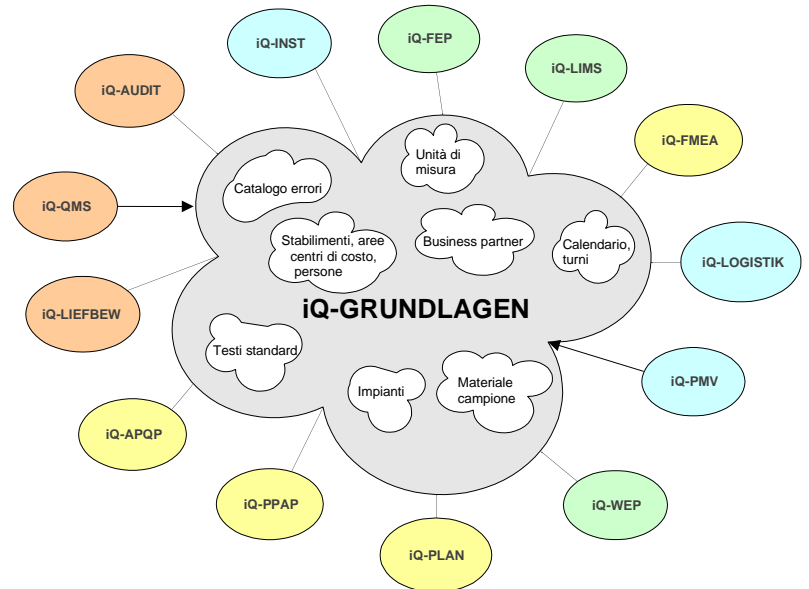 iQ-INST
iQ-FEP
iQ-LIMS
iQ-AUDIT
iQ-FMEA
Unità di
misura
Catalogo errori
iQ-QMS
Stabilimenti, aree
centri di costo,
persone
Business partner
Calendario,
turni
iQ-LOGISTIK
iQ-GRUNDLAGEN
iQ-LIEFBEW
Testi standard
Impianti
Materiale
campione
iQ-PMV
iQ-APQP
iQ-PPAP
iQ-WEP
iQ-PLAN